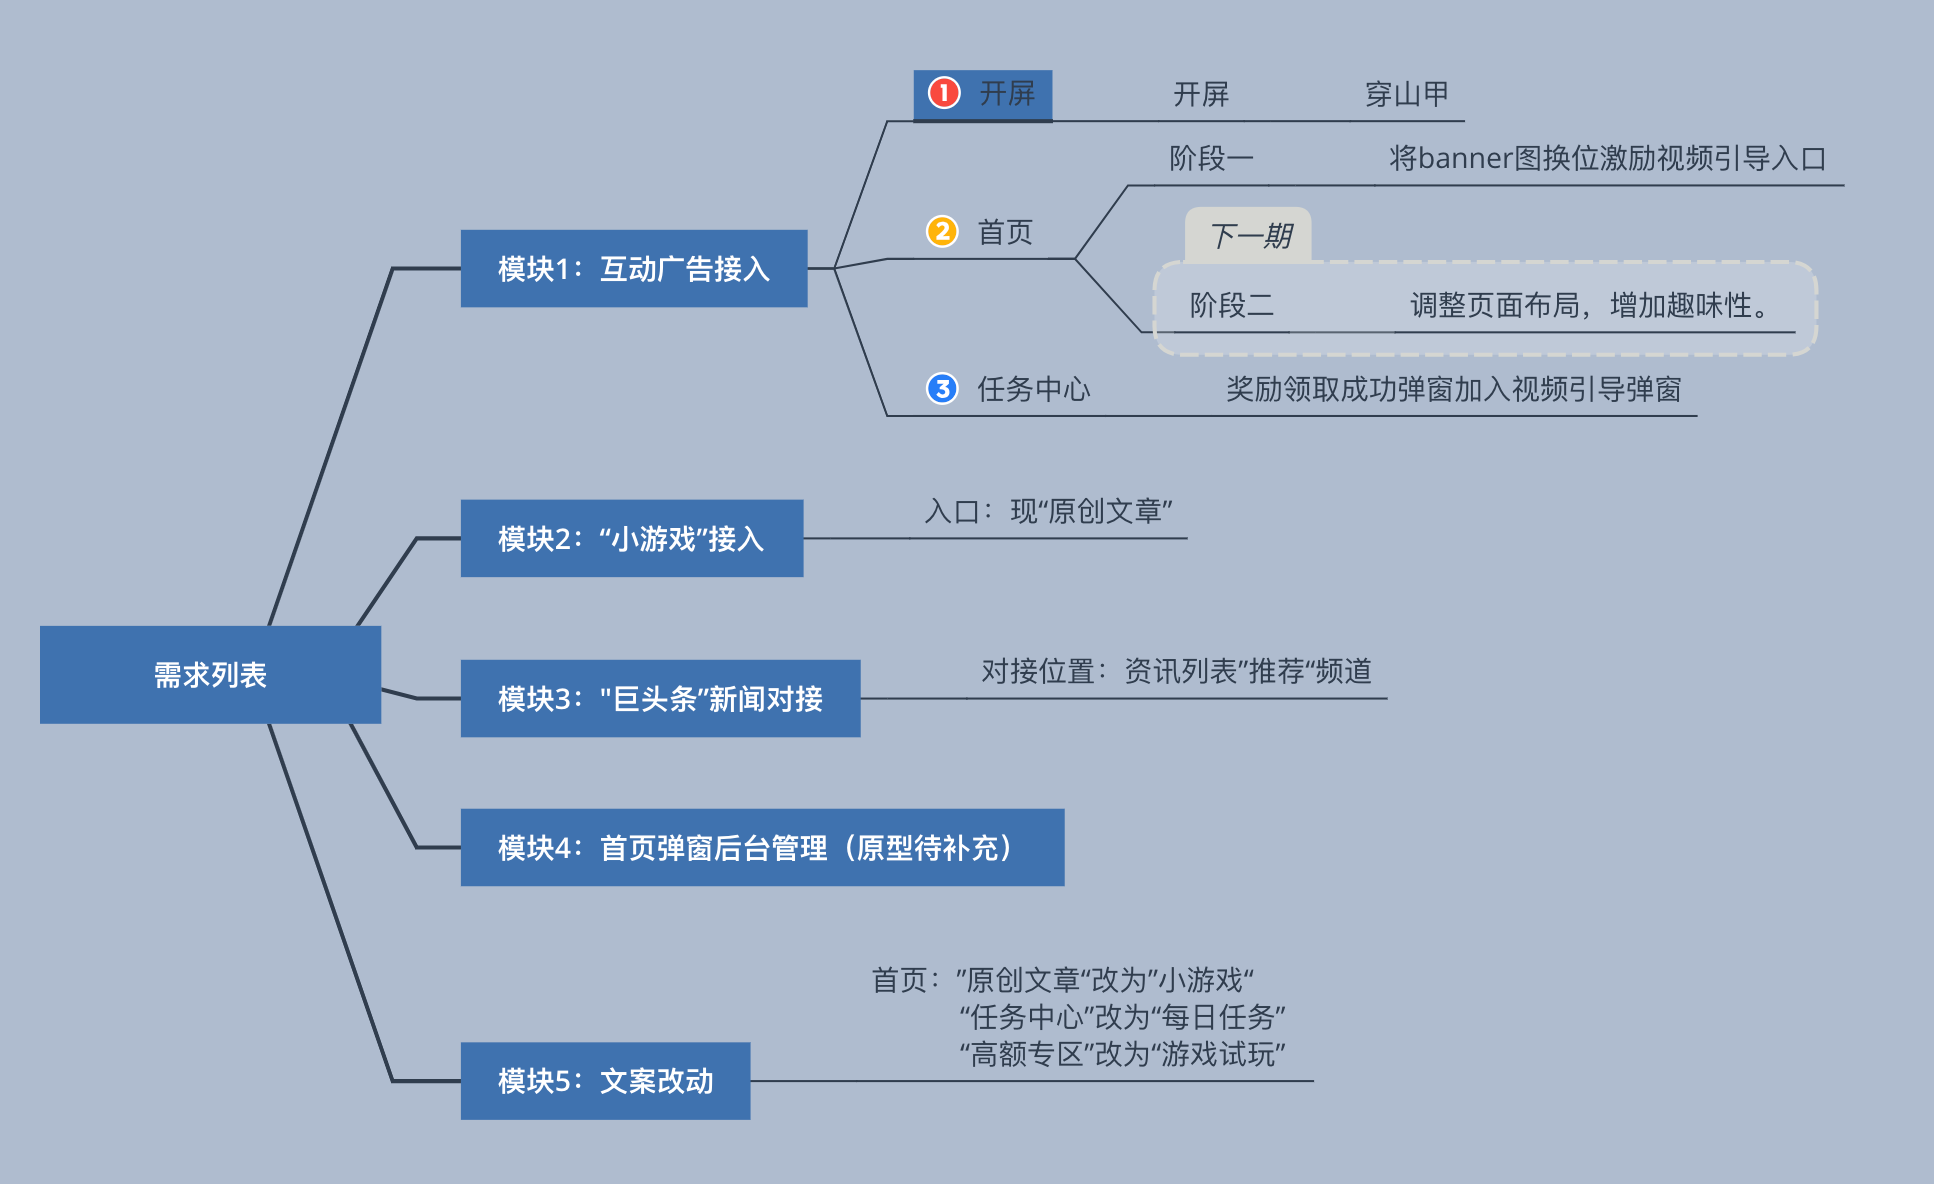 1 开屏
开屏
穿山甲
阶段一
将banner图换位激励视频引导入口
2 首页
下一期
阶段二
调整页面布局，增加趣味性。
3 任务中心
奖励领取成功弹窗加入视频引导弹窗
模块1：互动广告接入
模块2：“小游戏”接入
入口：现“原创文章”
需求列表
模块3："巨头条”新闻对接
对接位置：资讯列表”推荐“频道
模块4：首页弹窗后台管理（原型待补充）
首页：”原创文章“改为”小游戏“
“任务中心”改为“每日任务”
“高额专区”改为“游戏试玩”
模块5：文案改动